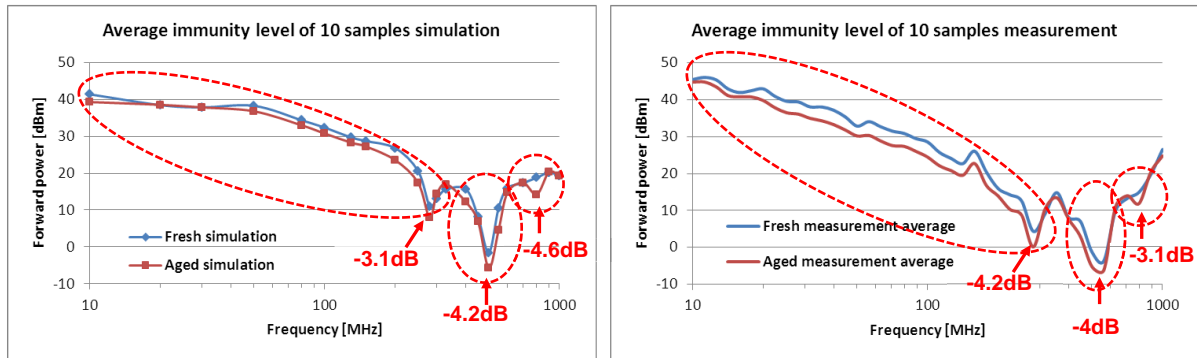 Average immunity level of 10 samples simulation
50
40
30
20
10
0
-10
Forward power [dBm]
Fresh simulation
Aged simulation
-3.1dB
-4.2dB
-4.6dB
10
100
1000
Frequency [MHz]
Average immunity level of 10 samples measurement
50
40
30
20
10
0
-10
Forward power [dBm]
Fresh measurement average
Aged measurement average
-4.2dB
-4dB
-3.1dB
10
100
1000
Frequency [MHz]